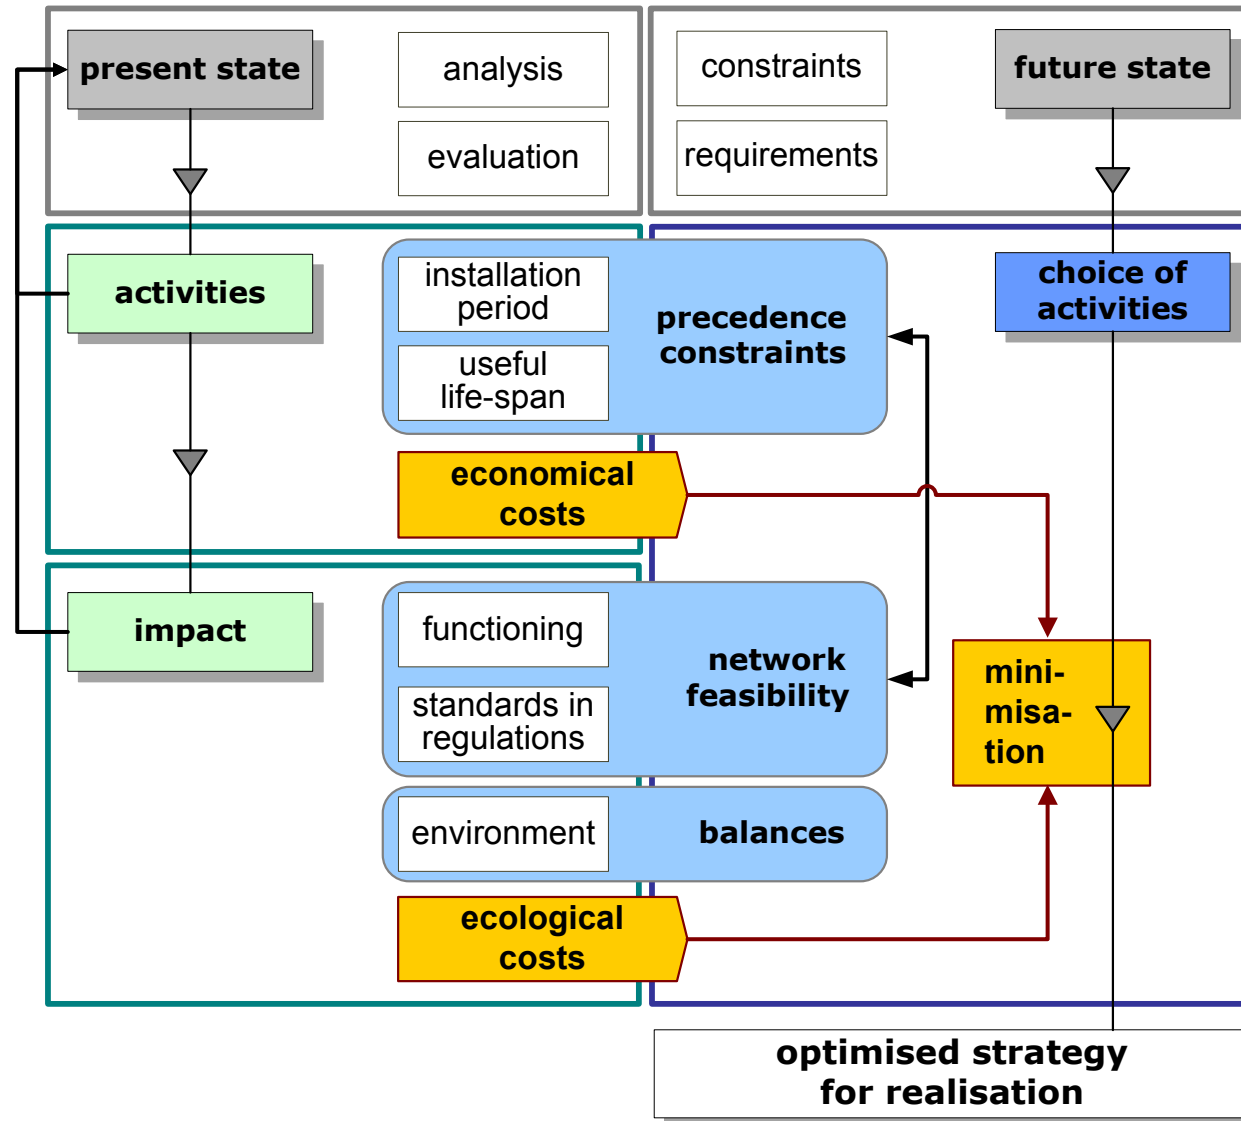 present state
analysis
constraints
future state
evaluation
requirements
activities
installation
period
precedence
constraints
choice of
activities
useful
life-span
economical
costs
impact
functioning
network
feasibility
mini-
misa-
tion
standards in
regulations
environment
balances
ecological
costs
optimised strategy
for realisation